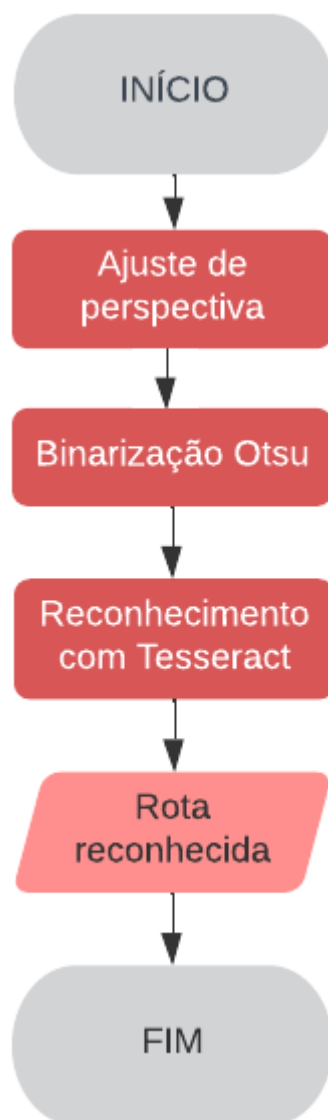 INÍCIO
Ajuste de
perspectiva
Binarização Otsu
Reconhecimento
com Tesseract
Rota
reconhecida
FIM